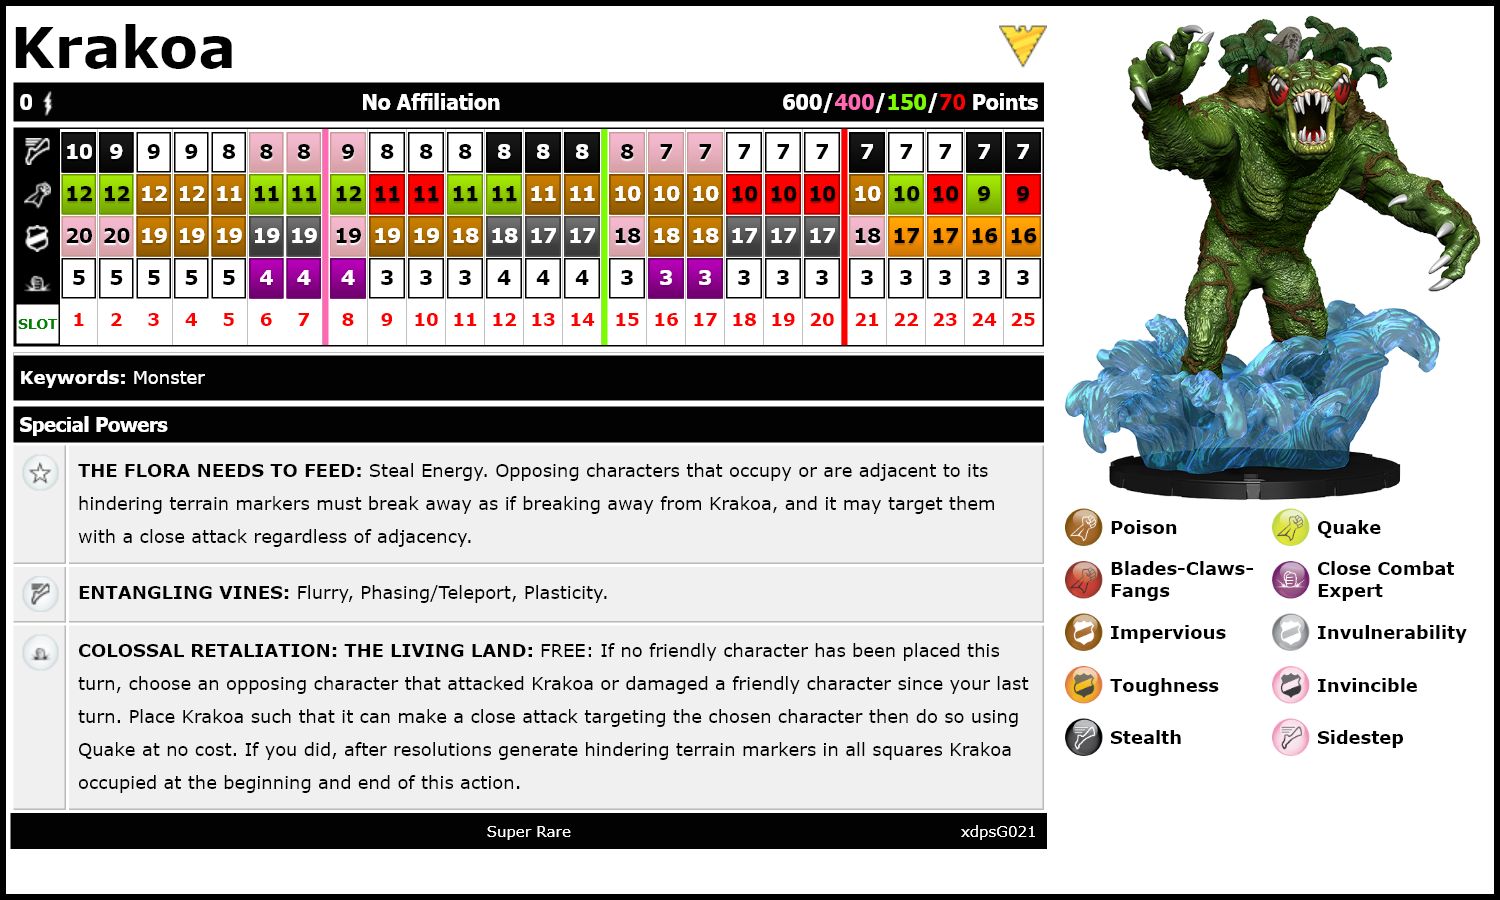 Krakoa
0 No Affiliation 600/400/150/70 Points
10 9 9 9 8 8 8 9 8 8 8 8 8 8 8 7 7 7 7 7 7 7 7 7 7
12 12 12 12 11 11 11 12 11 11 11 11 11 11 10 10 10 10 10 10 10 10 10 9 9
20 20 19 19 19 19 19 19 19 19 18 18 17 17 18 18 18 17 17 17 18 17 17 16 16
5 5 5 5 5 4 4 4 3 3 3 4 4 4 3 3 3 3 3 3 3 3 3 3 3
SLOT 1 2 3 4 5 6 7 8 9 10 11 12 13 14 15 16 17 18 19 20 21 22 23 24 25
Keywords: Monster
Special Powers
THE FLORA NEEDS TO FEED: Steal Energy. Opposing characters that occupy or are adjacent to its
hindering terrain markers must break away as if breaking away from Krakoa, and it may target them
with a close attack regardless of adjacency.
ENTANGLING VINES: Flurry, Phasing/Teleport, Plasticity.
COLOSSAL RETALIATION: THE LIVING LAND: FREE: If no friendly character has been placed this
turn, choose an opposing character that attacked Krakoa or damaged a friendly character since your last
turn. Place Krakoa such that it can make a close attack targeting the chosen character then do so using
Quake at no cost. If you did, after resolutions generate hindering terrain markers in all squares Krakoa
occupied at the beginning and end of this action.
Super Rare xdpsG021
Poison Quake
Blades-Claws-
Fangs
Close Combat
Expert
Impervious Invulnerability
Toughness Invincible
Stealth Sidestep